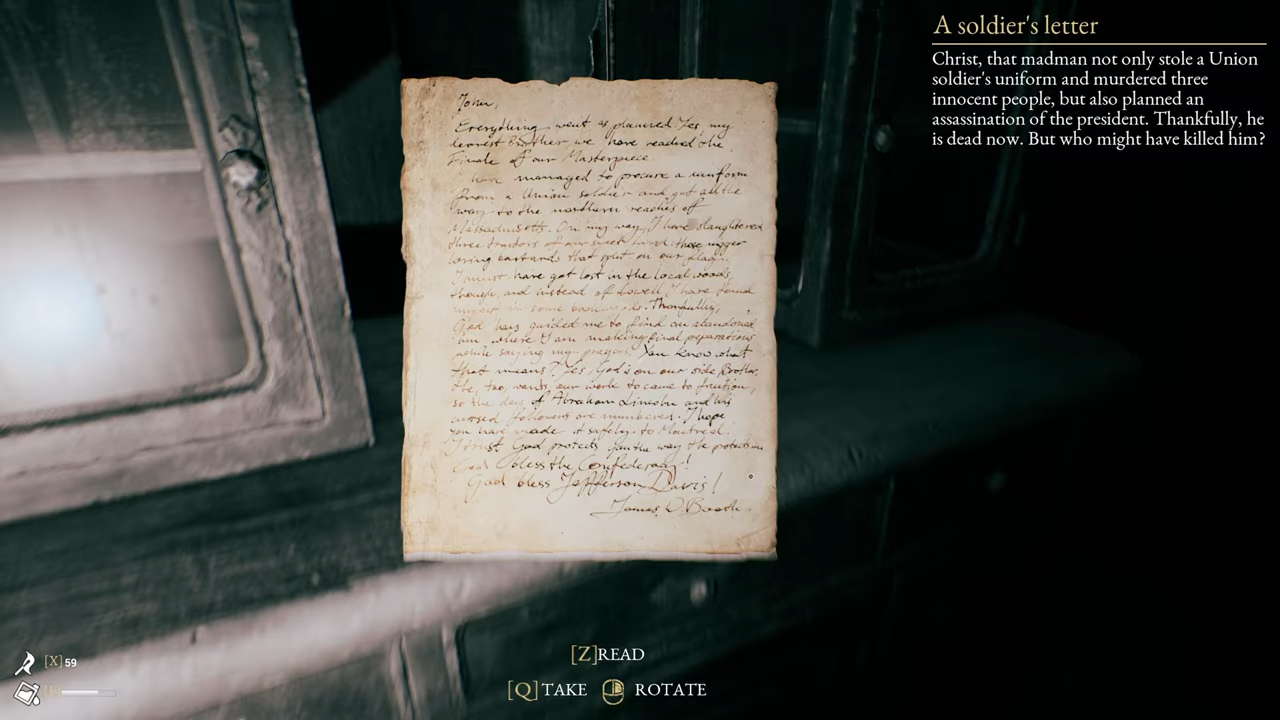 John,
Everything went as planned Yes, my
dearest Brother we have reached the
Finale of our Masterpiece.
I have managed to procure a uniform
from a Union soldier and got all the
way to the northern reaches of
Massachusetts. On my way, I have slaughtered
three traitors of our sweet land, those nigger
loving bastards that spit on our flag.
I must have got lost in the local woods,
though, and instead of Lowell I have found
myself in some backwoods. Thankfully,
God has guided me to find an abandoned
where I am making final preparations
while saying my prayers. You know what
that means? Yes, God is on our side, Brother.
He, too, wants our work to come to fruition,
so the days of Abraham Lincoln and his
cursed followers are numbered. I hope
you had made it safely to Montreal.
I trust God protects you the way He protects me
God bless the Confederacy!
God bless Jefferson Davis!
James W. Booth
A soldier's letter
Christ, that madman not only stole a Union
soldier's uniform and murdered three
innocent people, but also planned an
assassination of the president. Thankfully, he
is dead now. But who might have killed him?
[Z]READ
[Q]TAKE ROTATE
[X] 59